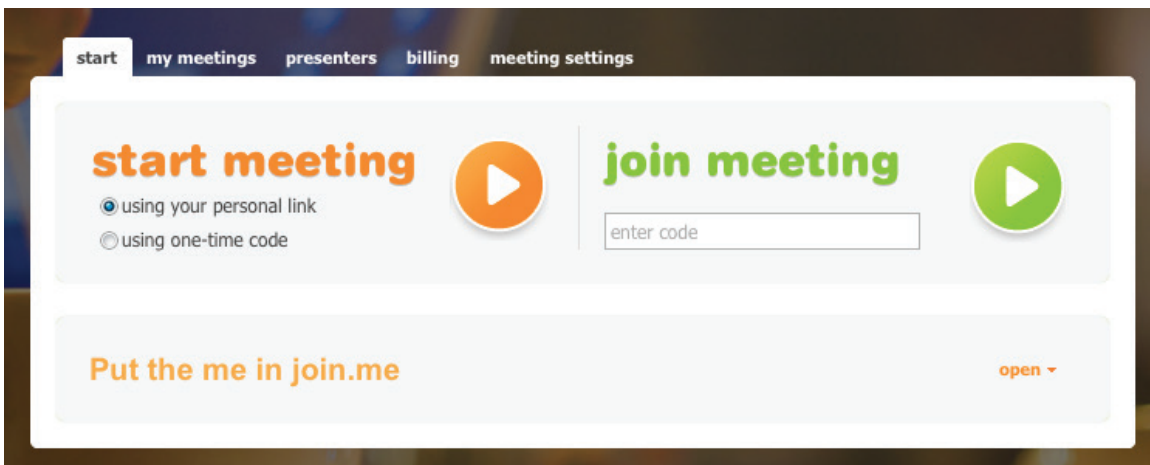 start my meetings presenters billing meeting settings
start meeting
using your personal link
using one-time code
join meeting
enter code
Put the me in join.me
open